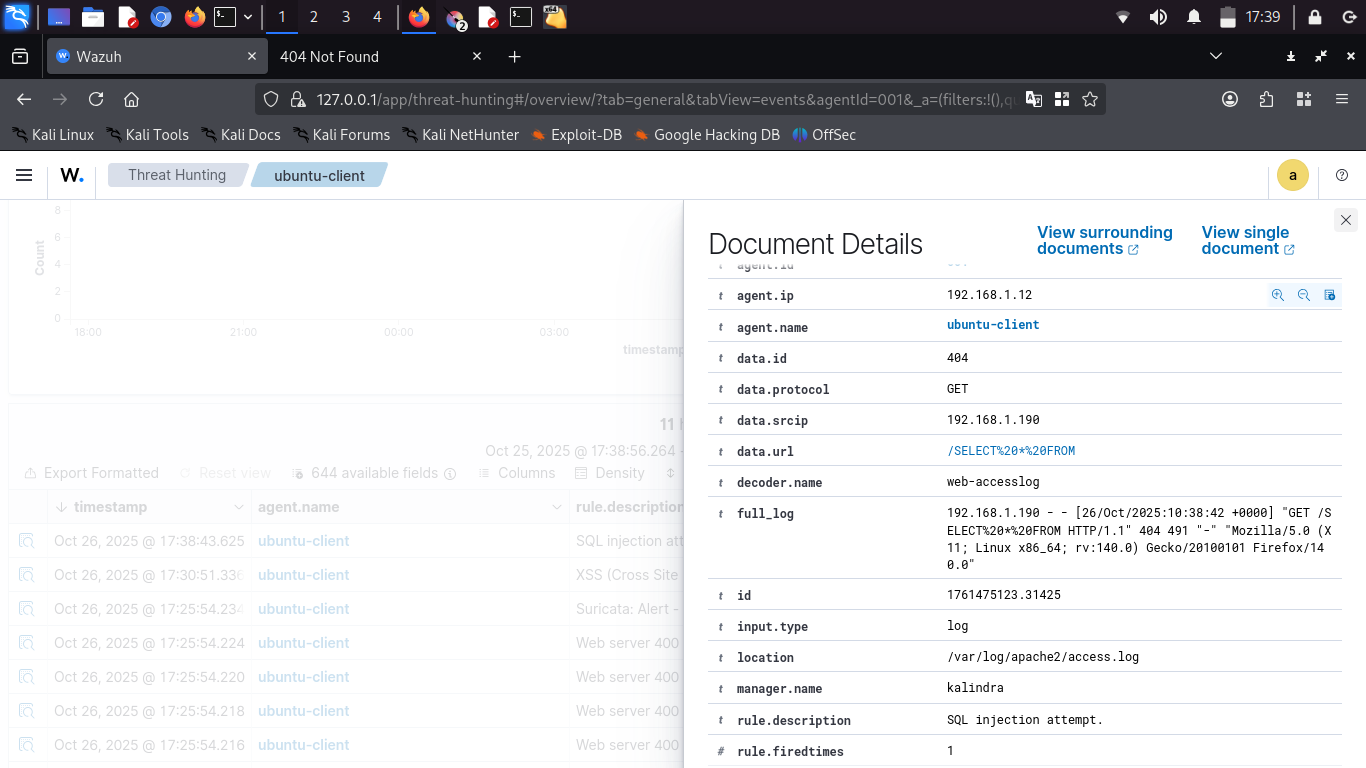 1
2
3
4
2
x64
17:39
Wazuh
404 Not Found
127.0.0.1/app/threat-hunting#/overview/?tab=general&tabView=events&agentId=001&_a=(filters:!(),qu
Kali Linux
Kali Tools
Kali Docs
Kali Forums
Kali NetHunter
Exploit-DB
Google Hacking DB
OffSec
W.
Threat Hunting
ubuntu-client
a
8
6
4
2
0
Count
18:00
21:00
00:00
03:00
timestamp
11 h
Oct 25, 2025 @ 17:38:56.264 -
Export Formatted
Reset view
644 available fields
Columns
Density
timestamp
agent.name
rule.description
Oct 26, 2025 @ 17:38:43.625
ubuntu-client
SQL injection att
Oct 26, 2025 @ 17:30:51.336
ubuntu-client
XSS (Cross Site
Oct 26, 2025 @ 17:25:54.234
ubuntu-client
Suricata: Alert -
Oct 26, 2025 @ 17:25:54.224
ubuntu-client
Web server 400
Oct 26, 2025 @ 17:25:54.220
ubuntu-client
Web server 400
Oct 26, 2025 @ 17:25:54.218
ubuntu-client
Web server 400
Oct 26, 2025 @ 17:25:54.216
ubuntu-client
Web server 400
Document Details
View surrounding
documents
View single
document
agent.id
t agent.ip 192.168.1.12
t agent.name ubuntu-client
t data.id 404
t data.protocol GET
t data.srcip 192.168.1.190
t data.url /SELECT%20*%20FROM
t decoder.name web-accesslog
t full_log 192.168.1.190 - - [26/Oct/2025:10:38:42 +0000] "GET /S
ELECT%20*%20FROM HTTP/1.1" 404 491 "-" "Mozilla/5.0 (X
11; Linux x86_64; rv:140.0) Gecko/20100101 Firefox/14
0.0"
t id 1761475123.31425
t input.type log
t location /var/log/apache2/access.log
t manager.name kalindra
t rule.description SQL injection attempt.
# rule.firedtimes 1